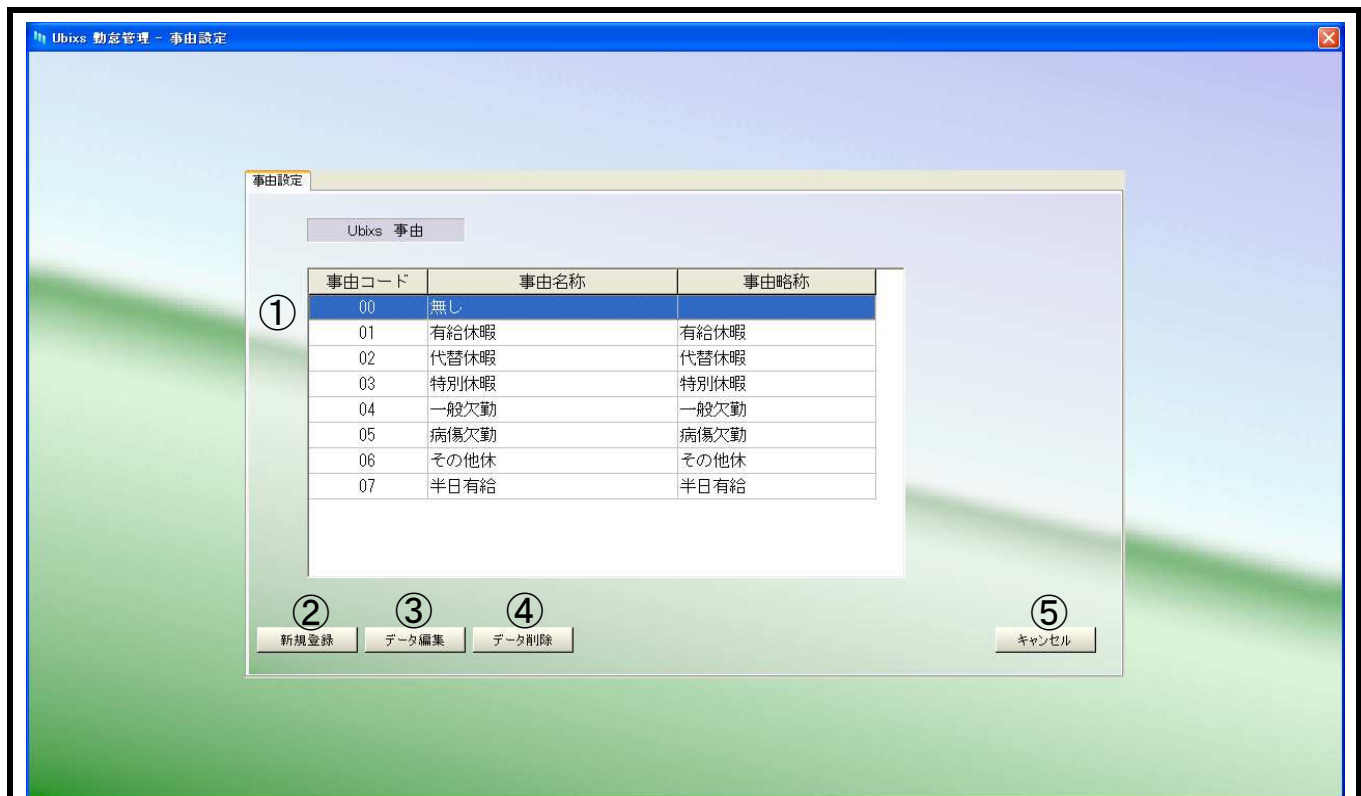 Ubixs 勤怠管理 - 事由設定
事由設定
Ubixs 事由
事由コード 事由名称 事由略称
① 00 無し
01 有給休暇 有給休暇
02 代替休暇 代替休暇
03 特別休暇 特別休暇
04 一般欠勤 一般欠勤
05 病傷欠勤 病傷欠勤
06 その他休 その他休
07 半日有給 半日有給
② ③ ④ ⑤
新規登録 データ編集 データ削除 キャンセル